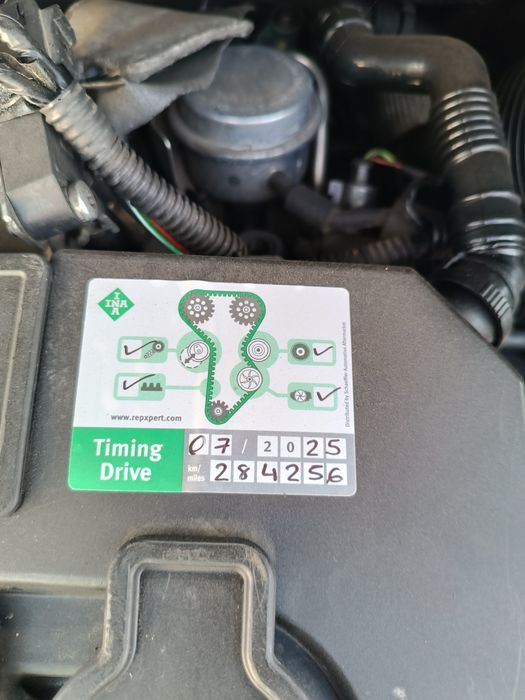 I
INA
A
www.repxpert.com
Distributed by Schaeffler Automotive Aftermarket
Timing
Drive
07/2025
km/
miles
284256